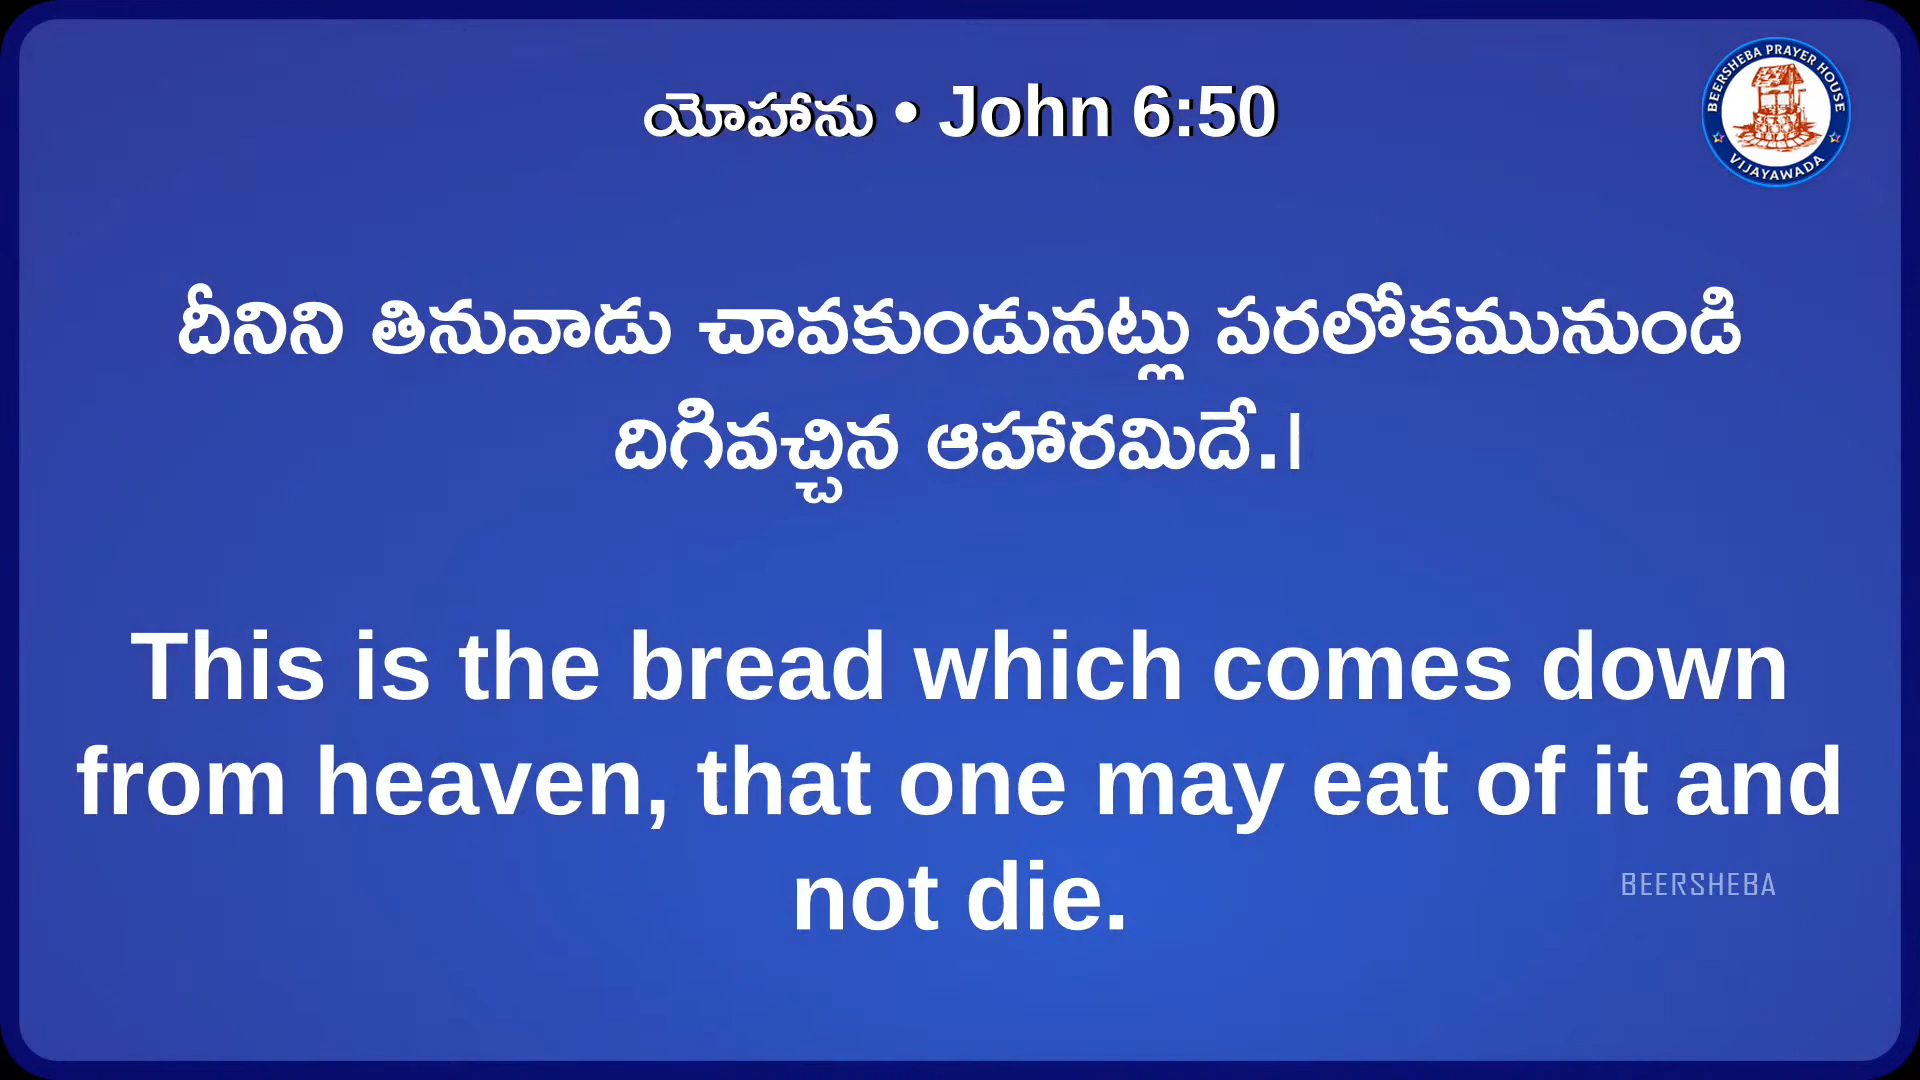 యోహాను • John 6:50
BEERSHEBA PRAYER HOUSE
VIJAYAWADA
దీనిని తినువాడు చావకుండునట్లు పరలోకమునుండి
దిగివచ్చిన ఆహారమిదే.|
This is the bread which comes down
from heaven, that one may eat of it and
not die.
BEERSHEBA